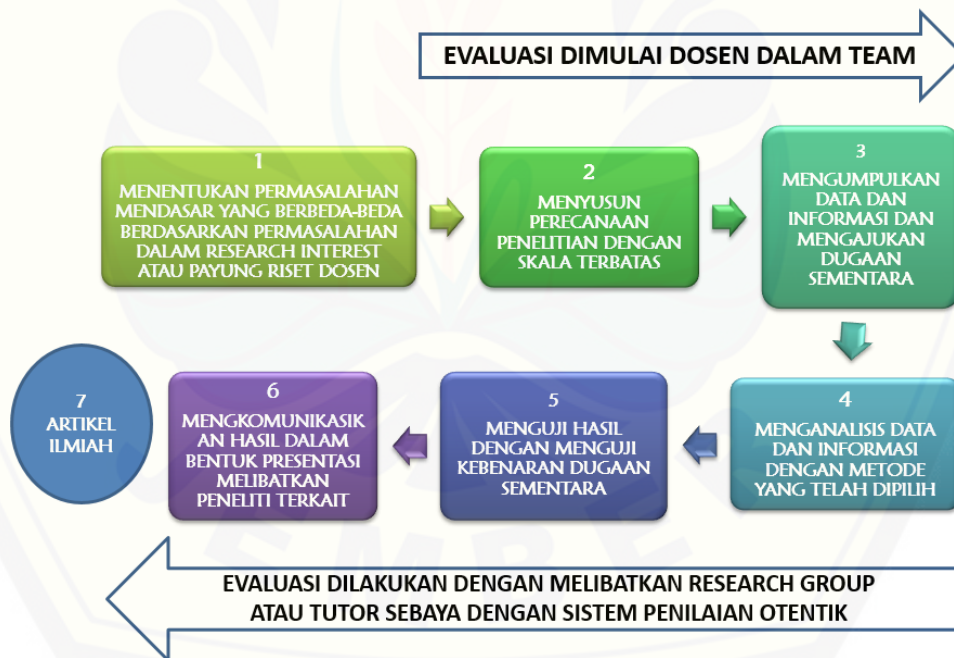 EVALUASI DIMULAI DOSEN DALAM TEAM
1
MENENTUKAN PERMASALAHAN
MENDASAR YANG BERBEDA-BEDA
BERDASARKAN PERMASALAHAN
DALAM RESEARCH INTEREST
ATAU PAYUNG RISET DOSEN
2
MENYUSUN
PERECANAAN
PENELITIAN DENGAN
SKALA TERBATAS
3
MENGUMPULKAN
DATA DAN
INFORMASI DAN
MENGAJUKAN
DUGAAN
SEMENTARA
4
MENGANALISIS DATA
DAN INFORMASI
DENGAN METODE
YANG TELAH DIPILIH
5
MENGUJI HASIL
DENGAN MENGUJI
KEBENARAN DUGAAN
SEMENTARA
6
MENGKOMUNIKASIK
AN HASIL DALAM
BENTUK PRESENTASI
MELIBATKAN
PENELITI TERKAIT
7
ARTIKEL
ILMIAH
EVALUASI DILAKUKAN DENGAN MELIBATKAN RESEARCH GROUP
ATAU TUTOR SEBAYA DENGAN SISTEM PENILAIAN OTENTIK